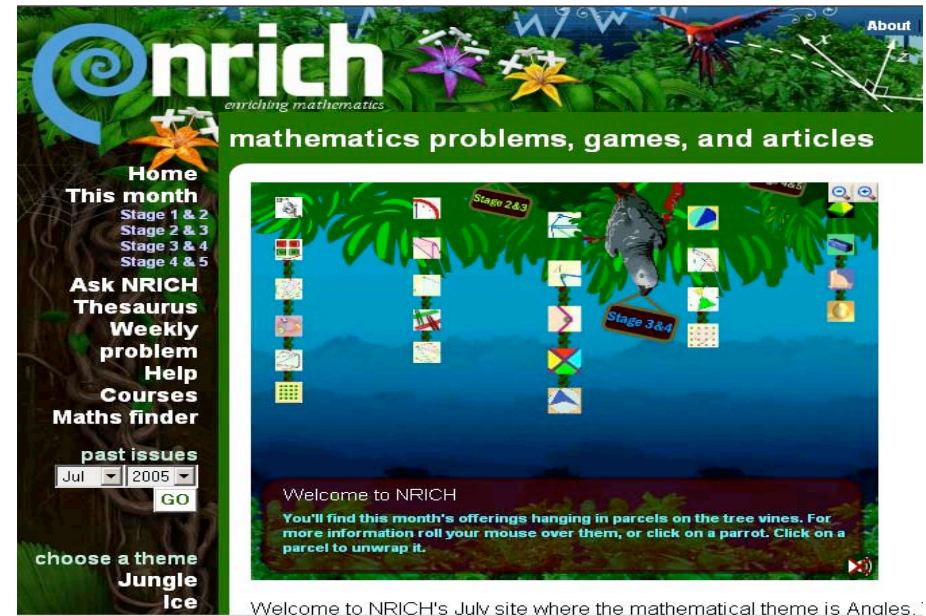 About
enrich
enriching mathematics
mathematics problems, games, and articles
Home
This month
Stage 1 & 2
Stage 2 & 3
Stage 3 & 4
Stage 4 & 5
Ask NRICH
Thesaurus
Weekly
problem
Help
Courses
Maths finder
past issues
Jul 2005
GO
choose a theme
Jungle
Ice
Stage 2&3
4&5
Stage 3&4
x
z
Welcome to NRICH
You'll find this month's offerings hanging in parcels on the tree vines. For
more information roll your mouse over them, or click on a parrot. Click on a
parcel to unwrap it.
Welcome to NRICH's July site where the mathematical theme is Angles.